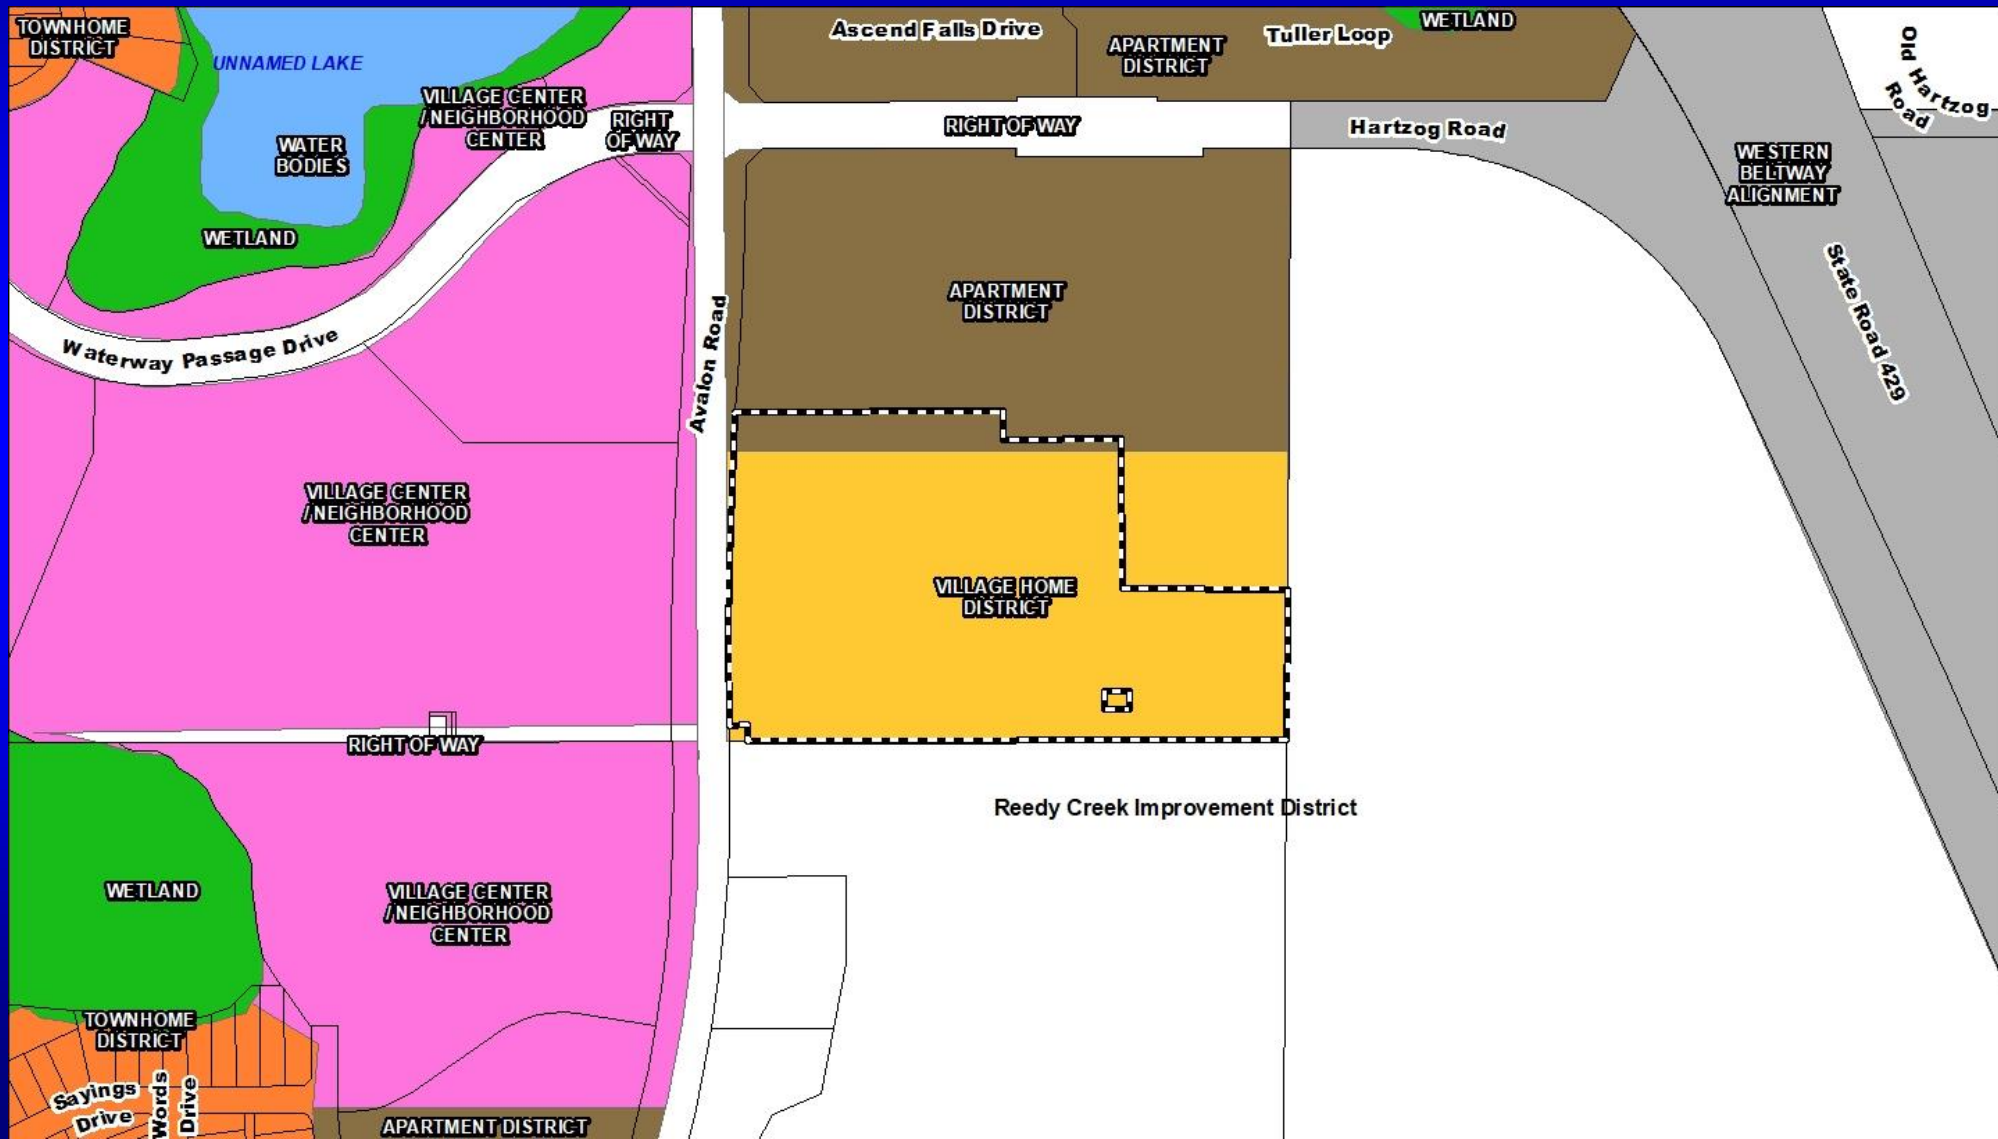 TOWNHOME
DISTRICT
UNNAMED LAKE
VILLAGE CENTER
/NEIGHBORHOOD
CENTER
RIGHT
OF WAY
WATER
BODIES
WETLAND
Ascend Falls Drive
APARTMENT
DISTRICT
Tuller Loop
WETLAND
Old Hartzog
Road
RIGHT OF WAY
Hartzog Road
WESTERN
BELTWAY
ALIGNMENT
State Road 429
Waterway Passage Drive
Avalon Road
APARTMENT
DISTRICT
VILLAGE CENTER
/NEIGHBORHOOD
CENTER
VILLAGE HOME
DISTRICT
RIGHT OF WAY
Reedy Creek Improvement District
WETLAND
VILLAGE CENTER
/NEIGHBORHOOD
CENTER
TOWNHOME
DISTRICT
Sayings
Drive
Words
Drive
APARTMENT DISTRICT